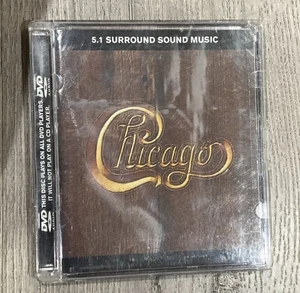 5.1 SURROUND SOUND MUSIC
Chicago
DVD THIS DISC PLAYS ON ALL DVD PLAYERS. DVD
IT WILL NOT PLAY ON A CD PLAYER.